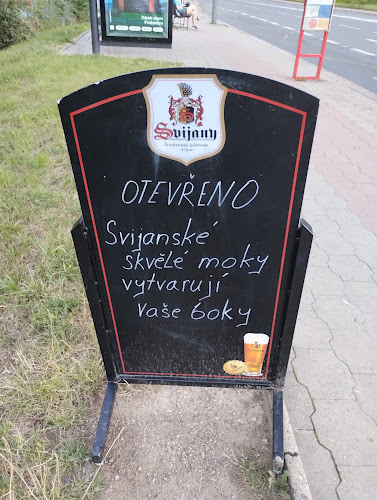 Svijany
OTEVŘENO
Svijanské
skvělé moky
vytvarují
Vaše boky